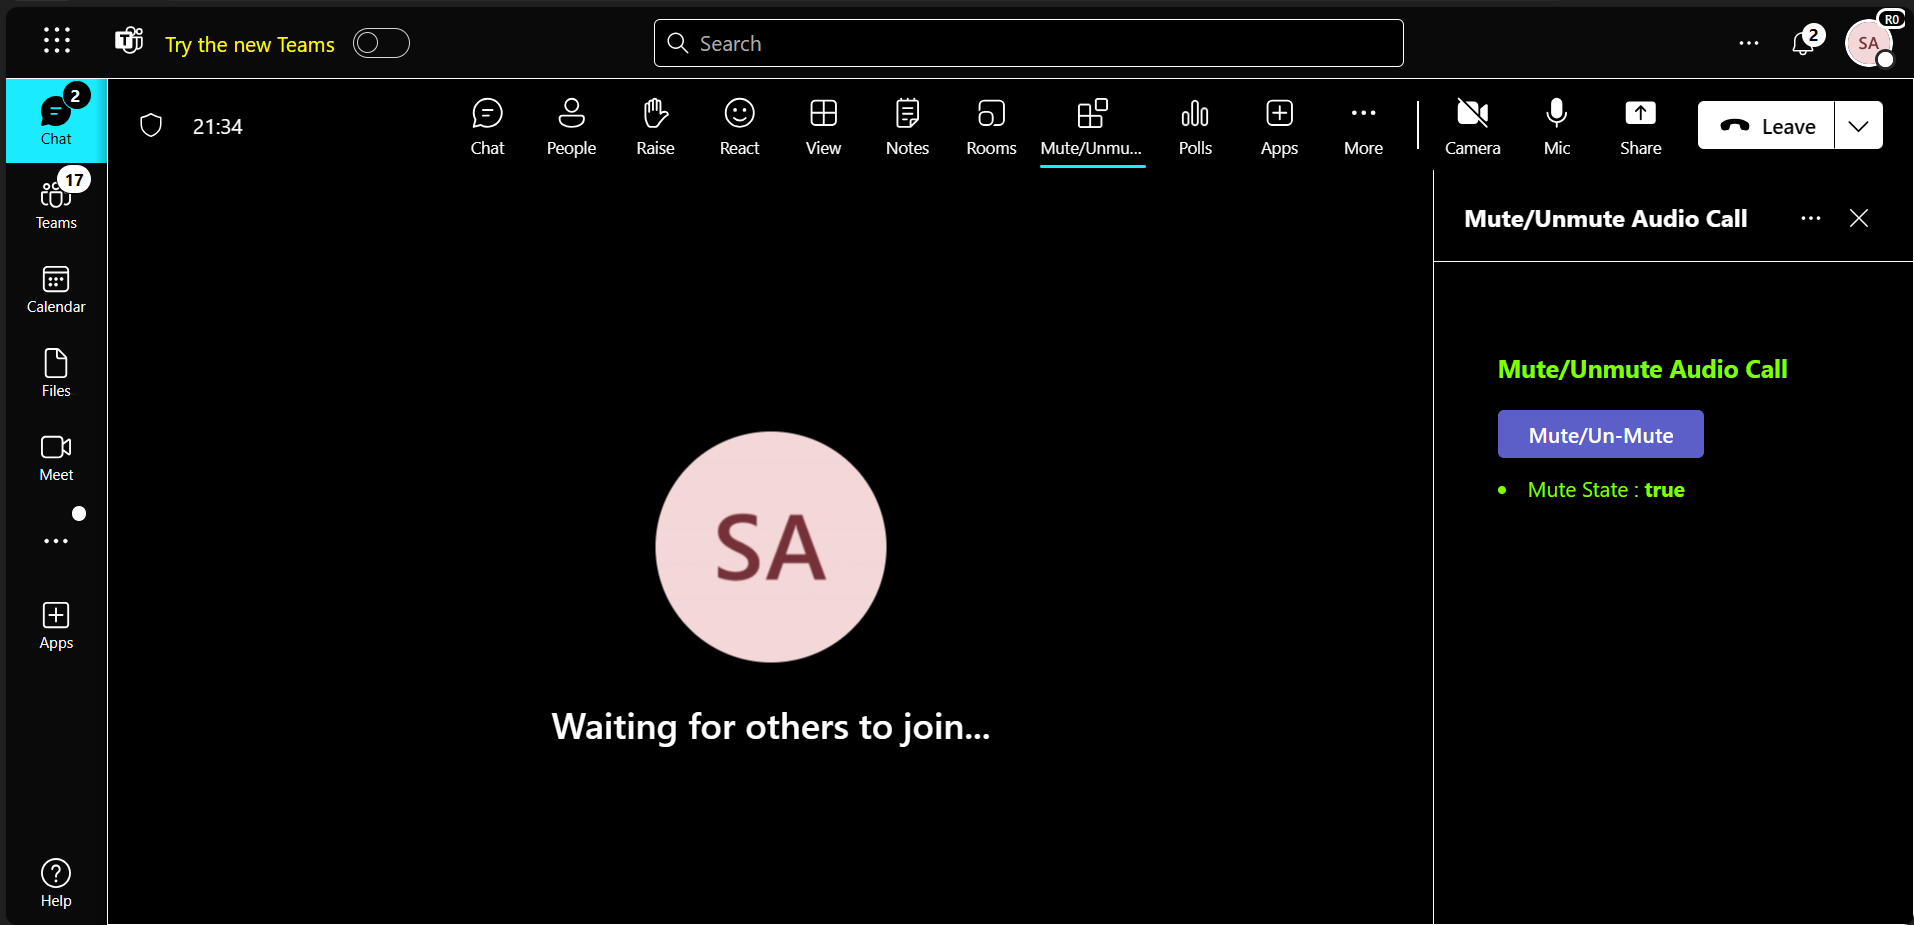 Try the new Teams
Search
2
R0
SA
2
Chat
17
Teams
Calendar
Files
Meet
Apps
Help
21:34
Chat
People
Raise
React
View
Notes
Rooms
Mute/Unmu...
Polls
Apps
More
Camera
Mic
Share
Leave
SA
Waiting for others to join...
Mute/Unmute Audio Call
Mute/Unmute Audio Call
Mute/Un-Mute
Mute State : true